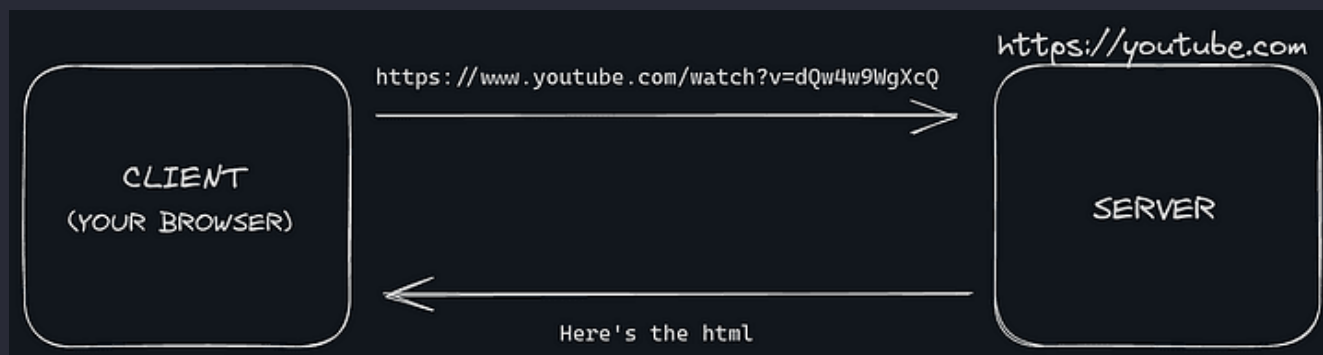 https://youtube.com
https://www.youtube.com/watch?v=dQw4w9WgXcQ
CLIENT
(YOUR BROWSER)
SERVER
Here's the html